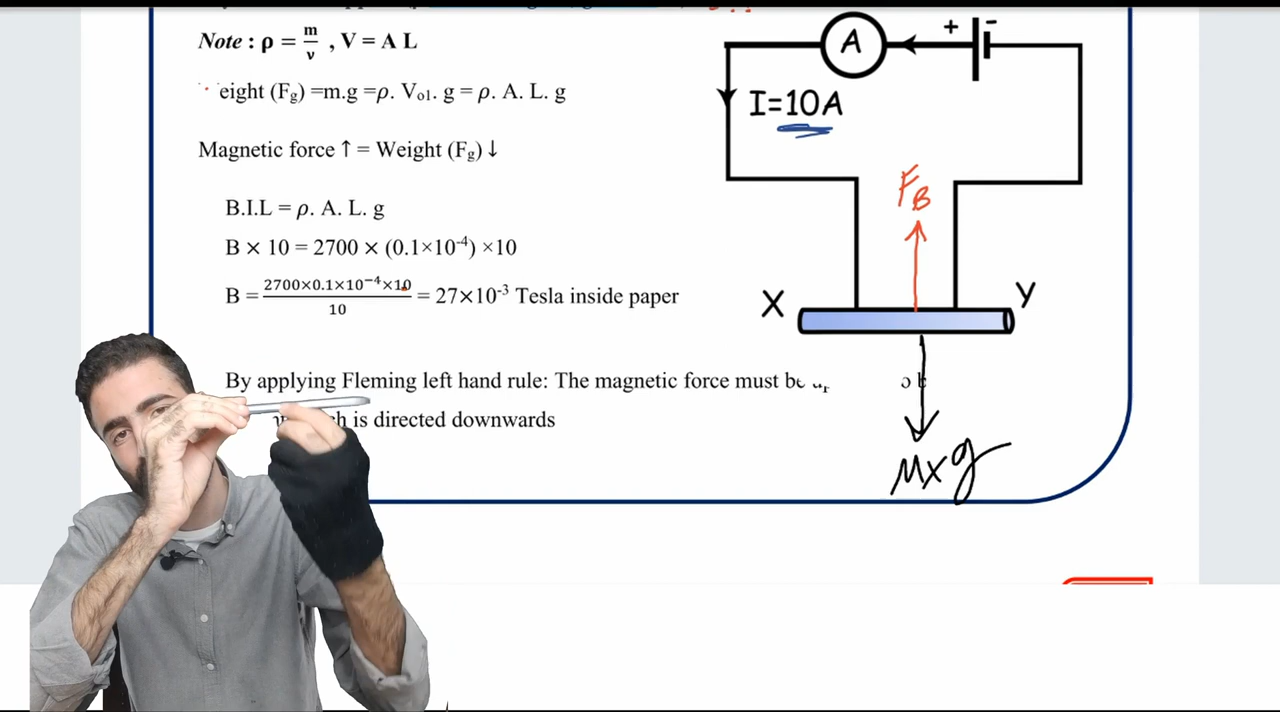 Note : ρ = m/v , V = A L
eight (Fg) =m.g =ρ. Vol. g = ρ. A. L. g
Magnetic force ↑ = Weight (Fg) ↓
B.I.L = ρ. A. L. g
B × 10 = 2700 × (0.1×10⁻⁴) ×10
B = 2700×0.1×10⁻⁴×10/10 = 27×10⁻³ Tesla inside paper
By applying Fleming left hand rule: The magnetic force must be
is directed downwards
A
+ -
I=10A
FB
X
Y
Mxg